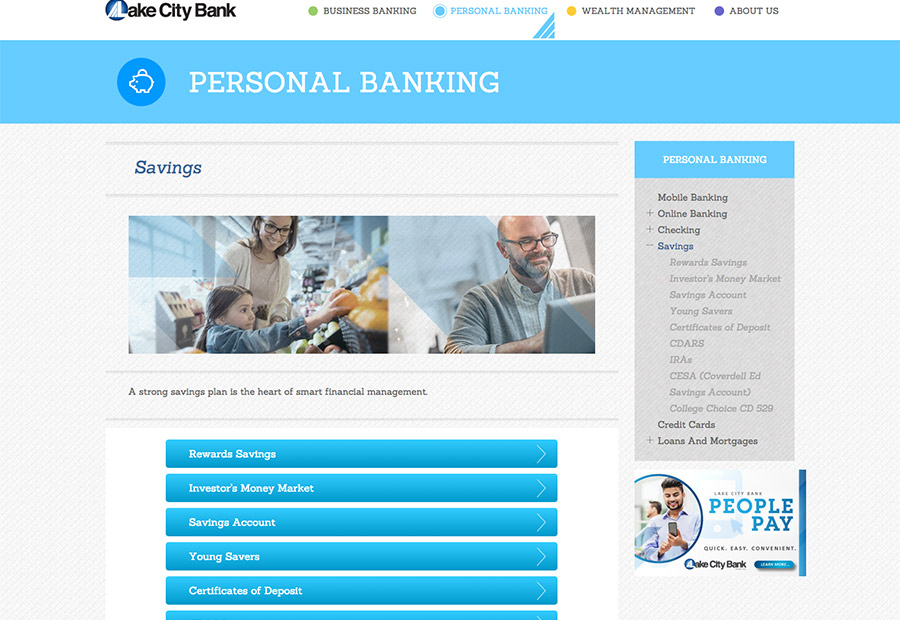 Lake City Bank
BUSINESS BANKING
PERSONAL BANKING
WEALTH MANAGEMENT
ABOUT US
PERSONAL BANKING
Savings
A strong savings plan is the heart of smart financial management.
Rewards Savings
Investor's Money Market
Savings Account
Young Savers
Certificates of Deposit
PERSONAL BANKING
Mobile Banking
+ Online Banking
+ Checking
− Savings
Rewards Savings
Investor's Money Market
Savings Account
Young Savers
Certificates of Deposit
CDARS
IRAs
CESA (Coverdell Ed
Savings Account)
College Choice CD 529
Credit Cards
+ Loans And Mortgages
LAKE CITY BANK
PEOPLE
PAY
QUICK. EASY. CONVENIENT.
Lake City Bank
LEARN MORE...